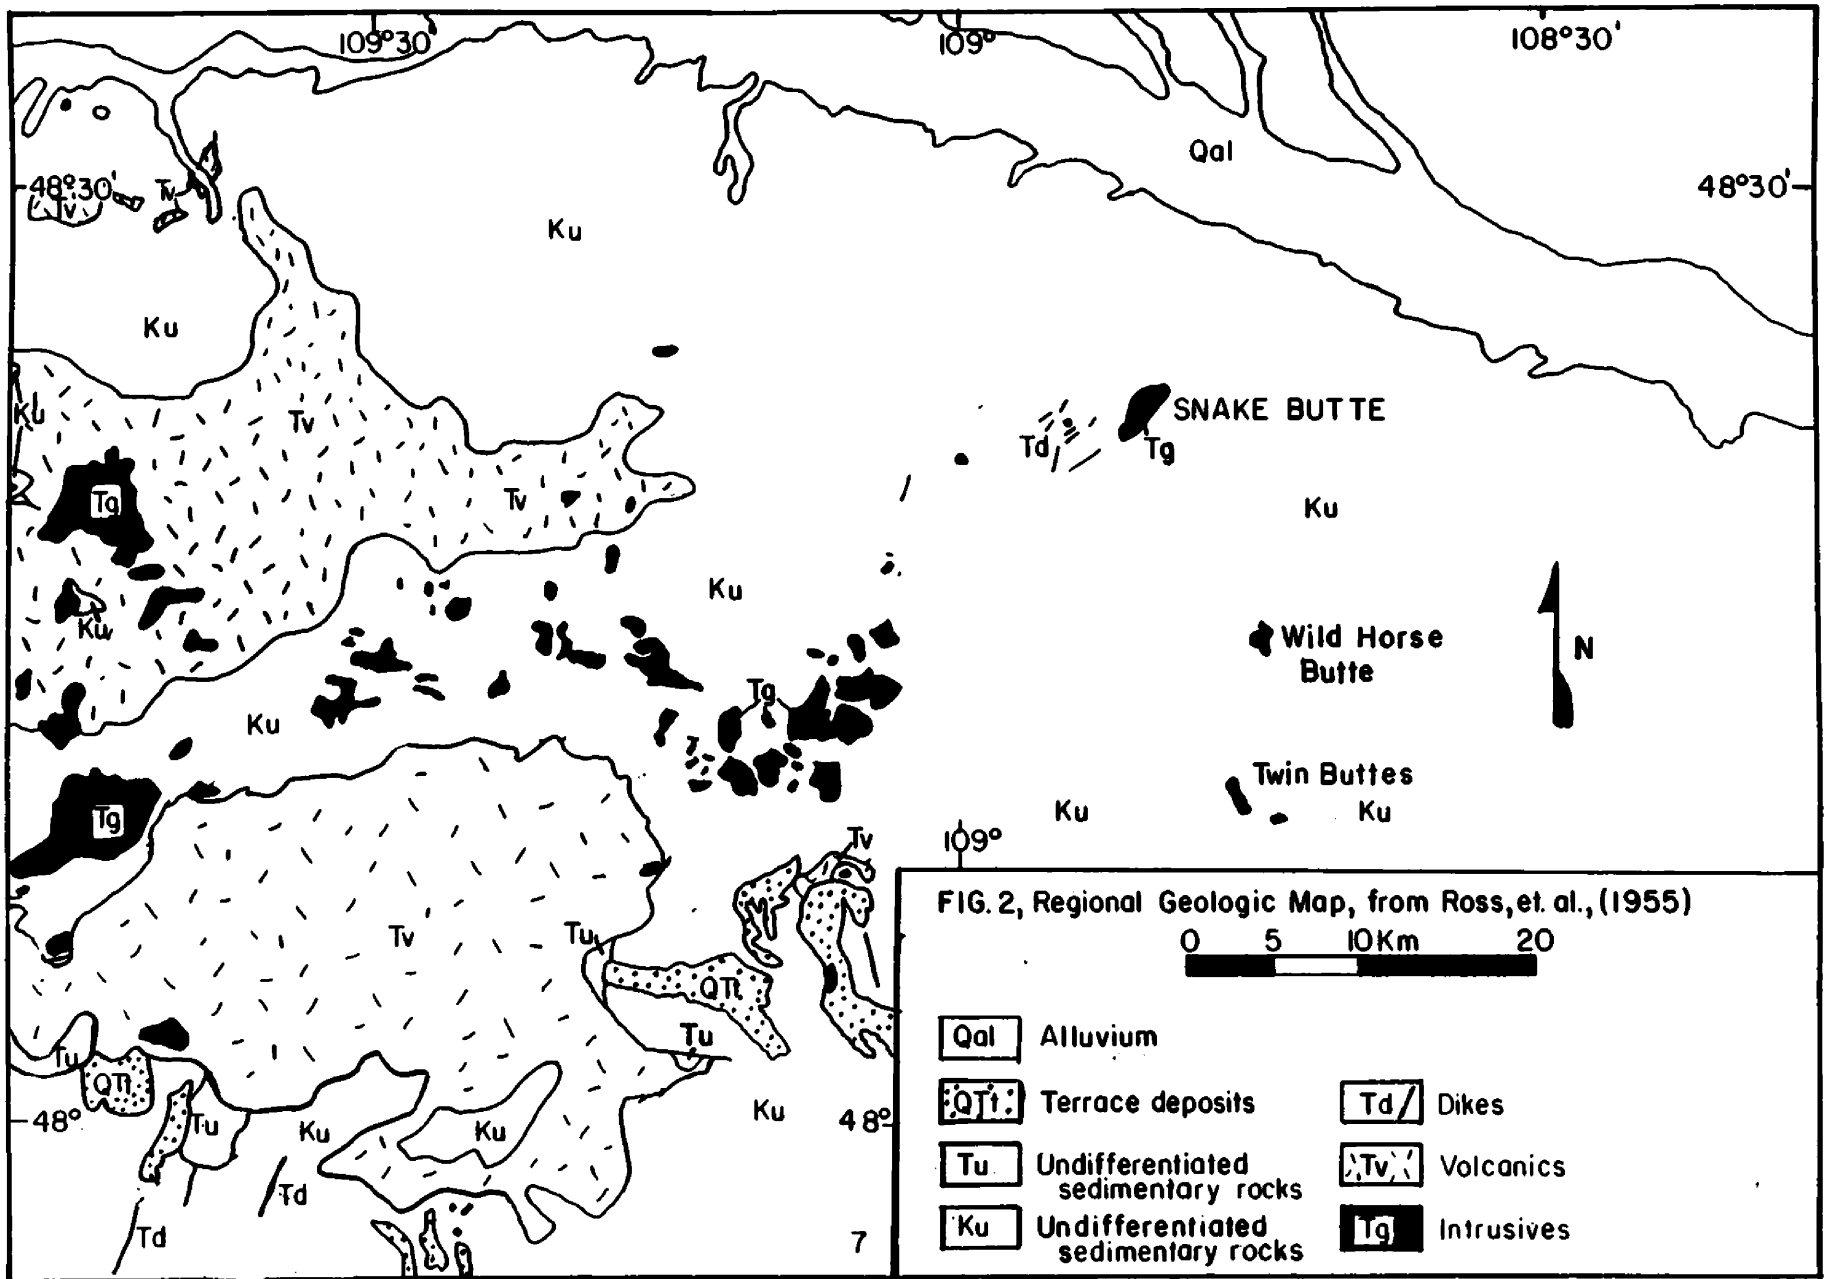 109°30'
109°
108°30'
Qal
48°30'
Tv
48°30'
Tv
Ku
Ku
Ku
Tv
SNAKE BUTTE
Td
Tg
Tg
Tv
Ku
Ku
Ku
Wild Horse
Butte
N
Tg
Ku
Twin Buttes
Ku
Ku
Tg
109°
Tv
Tv
Tu
QTt
Tu
Tu
QTt
48°
Tu
Ku
Ku
Ku
48°
Td
Td
7
FIG. 2, Regional Geologic Map, from Ross, et. al., (1955)
0 5 10 Km 20
Qal Alluvium
QTt Terrace deposits
Td Dikes
Tu Undifferentiated
sedimentary rocks
Tv Volcanics
Ku Undifferentiated
sedimentary rocks
Tg Intrusives